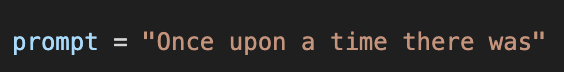 prompt = "Once upon a time there was"